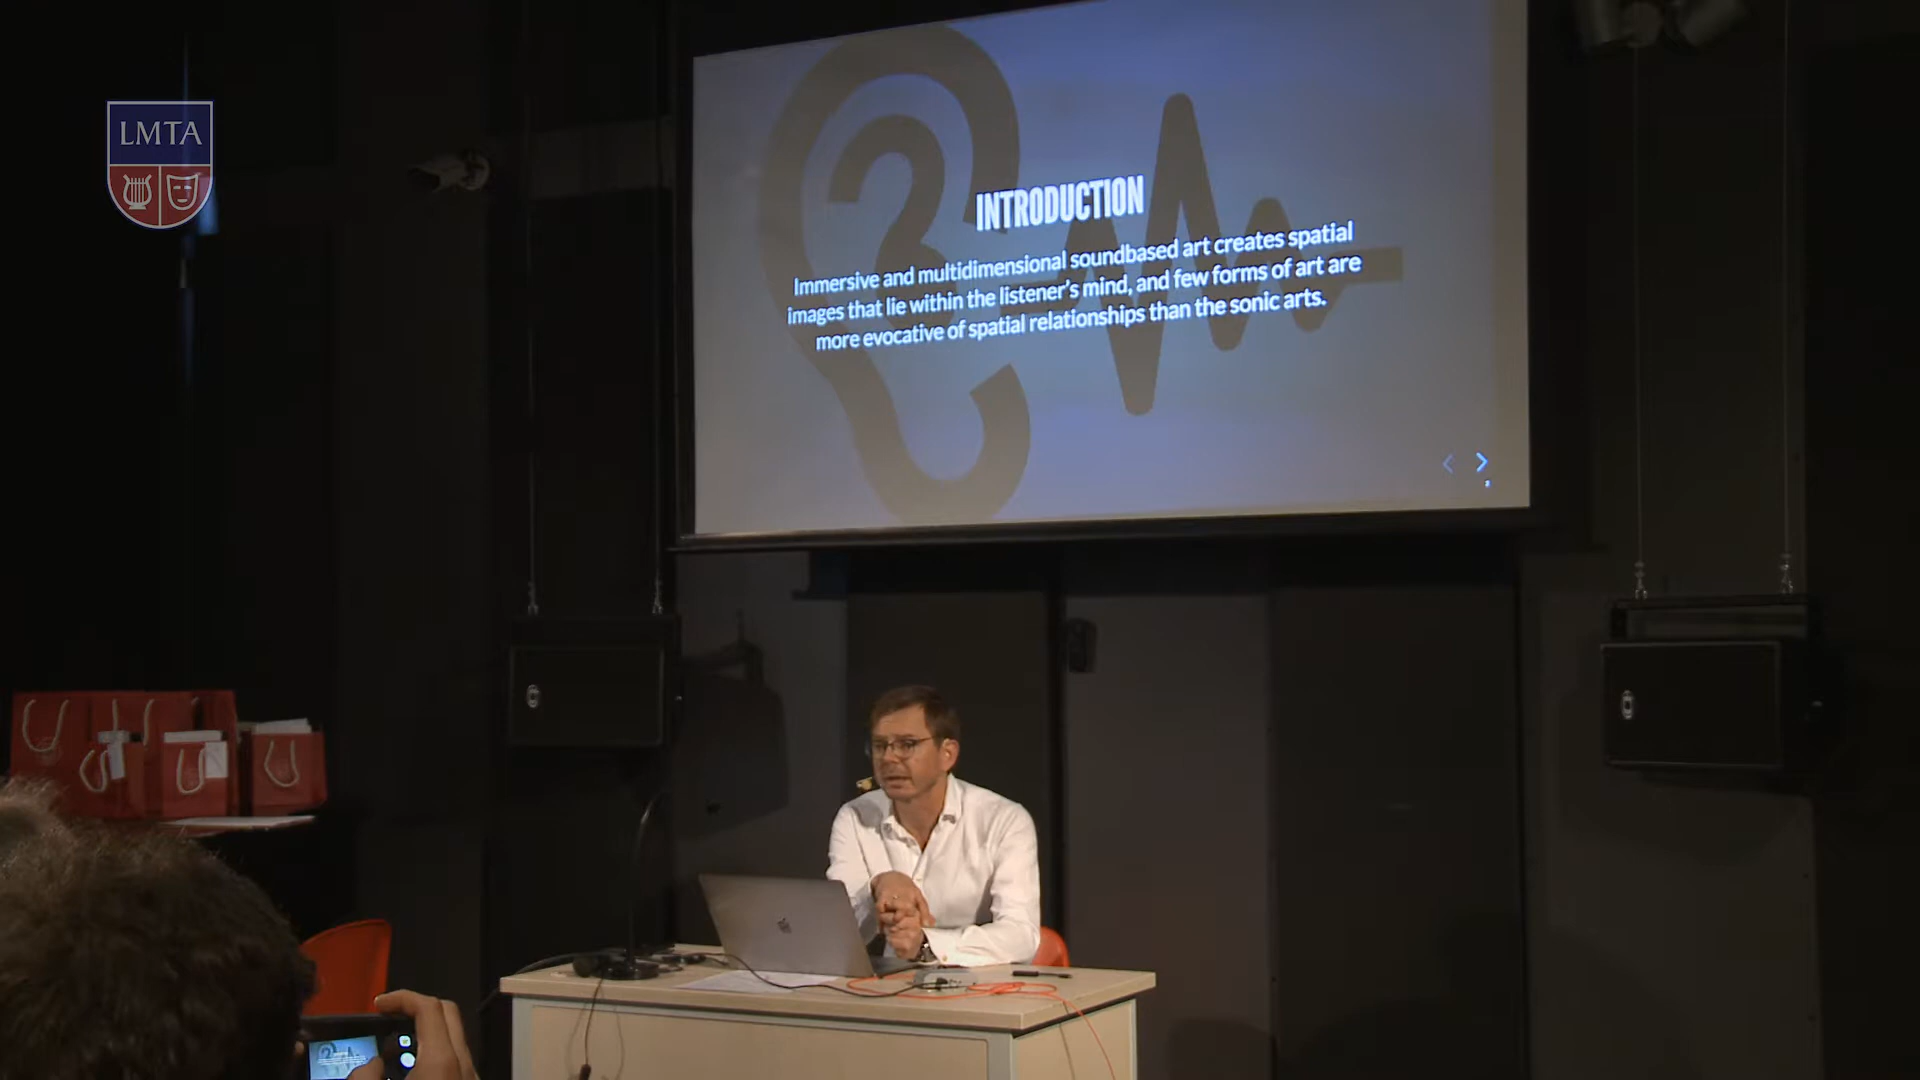 LMTA
INTRODUCTION
Immersive and multidimensional soundbased art creates spatial
images that lie within the listener's mind, and few forms of art are
more evocative of spatial relationships than the sonic arts.